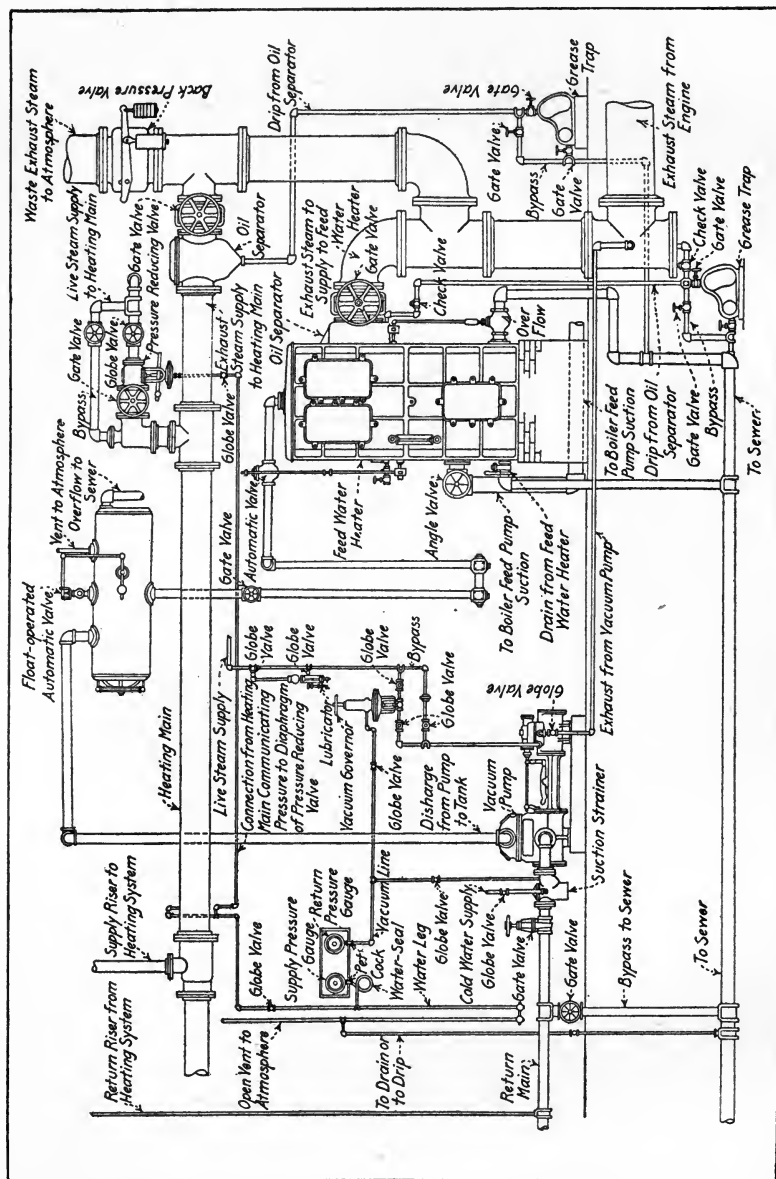 Waste Exhaust Steam
to Atmosphere
Back Pressure Valve
Live Steam Supply
to Heating Main
Gate Valve
Pressure Reducing Valve
Gate Valve
Globe Valve
Bypass
Globe Valve
Oil
Separator
Drip from Oil
Separator
Gate Valve
Grease
Trap
Gate Valve
Bypass
Gate
Valve
Exhaust Steam from
Engine
Exhaust Steam to
Supply to Feed
Water Heater
Gate Valve
Check Valve
Exhaust
Steam Supply
to Heating Main
Oil Separator
Over
Flow
Check Valve
Gate Valve
Grease Trap
Vent to Atmosphere
Overflow to
Sewer
Float-operated
Automatic Valve
Gate Valve
Automatic Valve
Feed Water
Heater
Angle Valve
To Boiler Feed
Pump Suction
Drip from Oil
Separator
Gate Valve
Bypass
To Sewer
To Boiler Feed Pump
Suction
Drain from Feed
Water Heater
Exhaust from Vacuum Pump
Heating Main
Live Steam Supply
Connection from Heating
Main Communicating
Pressure to Diaphragm
of Pressure Reducing
Valve
Globe
Valve
Globe
Valve
Lubricator
Vacuum Governor
Globe
Valve
Bypass
Globe Valve
Globe Valve
Globe Valve
Discharge
from Pump
to Tank
Vacuum
Pump
Supply Riser to
Heating System
Return Riser from
Heating System
Globe Valve
Supply Pressure
Gauge
Return
Pressure
Gauge
Pet
Cock
Vacuum Line
Water-Seal
Water Leg
Open Vent to
Atmosphere
To Drain or
to Drip
Globe
Valve
Cold Water Supply
Globe Valve
Gate Valve
Suction Strainer
Return
Main
Gate Valve
Bypass to Sewer
To Sewer